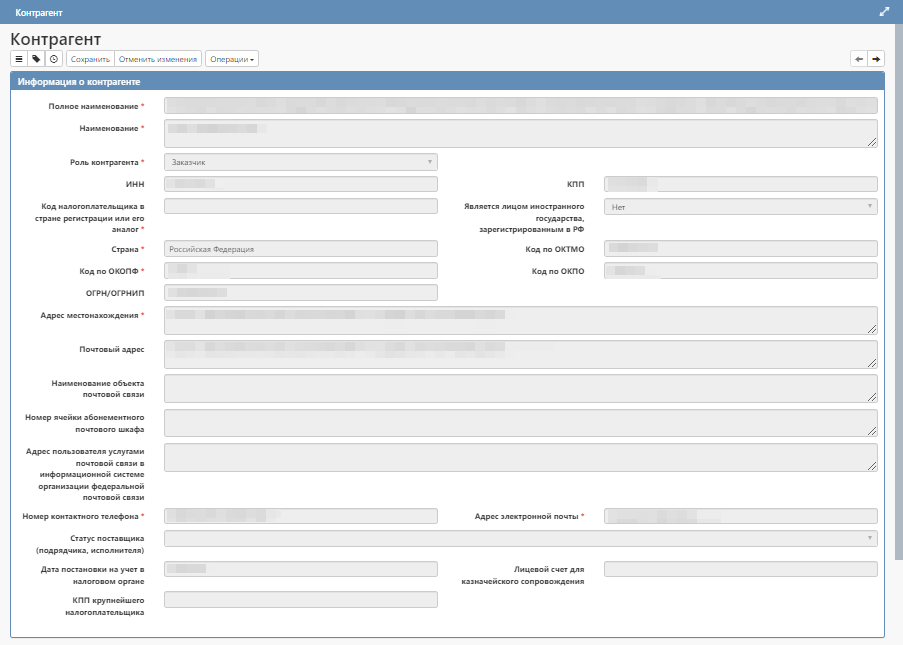 Контрагент
Контрагент
Сохранить Отменить изменения Операции
Информация о контрагенте
Полное наименование *
Наименование *
Роль контрагента * Заказчик
ИНН КПП
Код налогоплательщика в Является лицом иностранного Нет
стране регистрации или его государства,
аналог * зарегистрированным в РФ
Страна * Российская Федерация Код по ОКТМО
Код по ОКОПФ * Код по ОКПО
ОГРН/ОГРНИП
Адрес местонахождения *
Почтовый адрес
Наименование объекта
почтовой связи
Номер ячейки абонементного
почтового шкафа
Адрес пользователя услугами
почтовой связи в
информационной системе
организации федеральной
почтовой связи
Номер контактного телефона * Адрес электронной почты *
Статус поставщика
(подрядчика, исполнителя)
Дата постановки на учет в Лицевой счет для
налоговом органе казначейского сопровождения
КПП крупнейшего
налогоплательщика